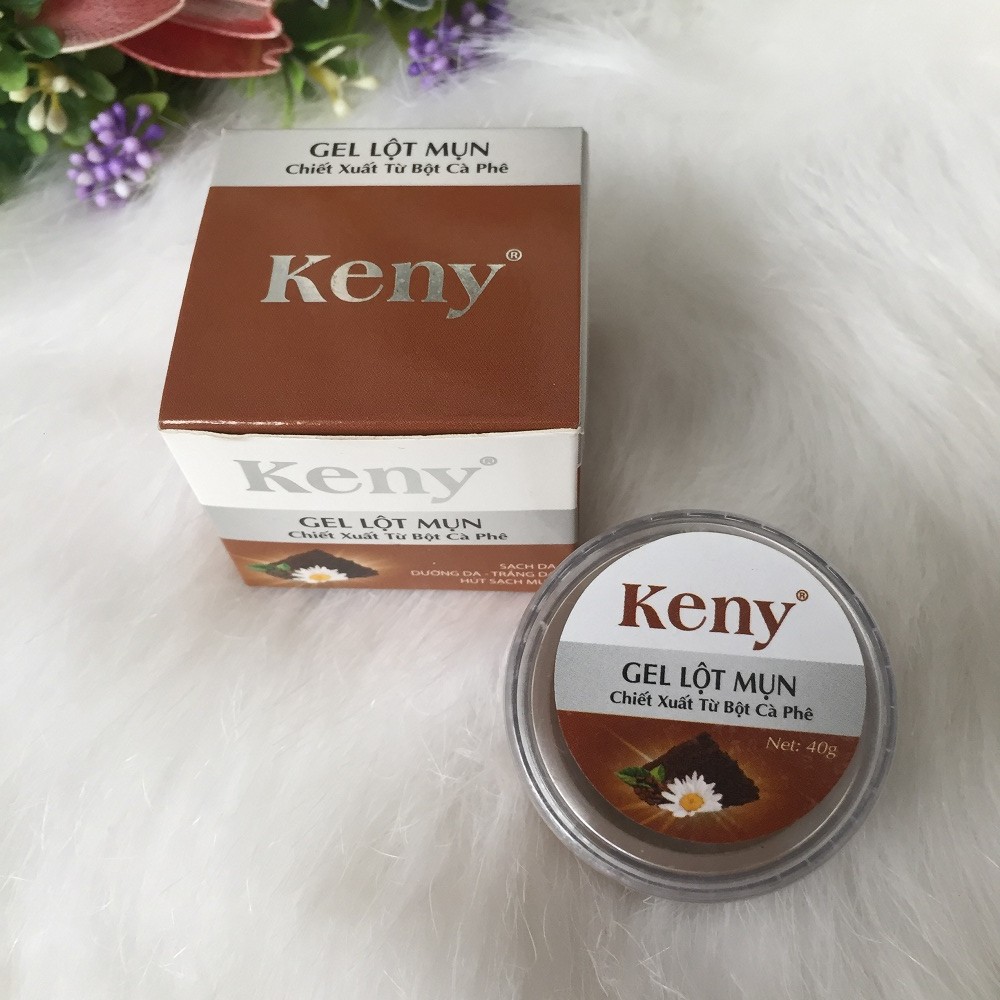 GEL LỘT MỤN
Chiết Xuất Từ Bột Cà Phê
Keny®
Keny®
GEL LỘT MỤN
Chiết Xuất Từ Bột Cà Phê
SẠCH DA
DƯỠNG DA - TRẮNG DA
HÚT SẠCH
Keny®
GEL LỘT MỤN
Chiết Xuất Từ Bột Cà Phê
Net: 40g